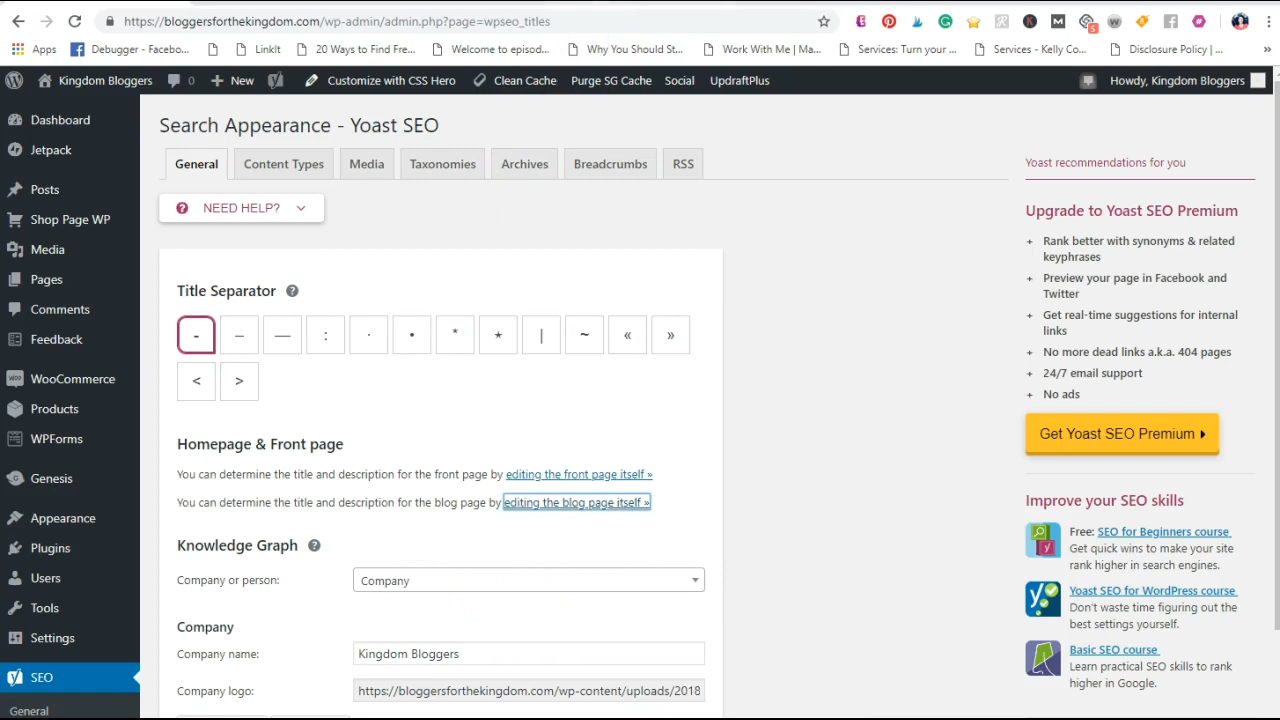 https://bloggersforthekingdom.com/wp-admin/admin.php?page=wpseo_titles
Apps
Debugger - Facebo...
LinkIt
20 Ways to Find Fre...
Welcome to episod...
Why You Should St...
Work With Me | Ma...
Services: Turn your ...
Services - Kelly Co...
Disclosure Policy | ...
»
Kingdom Bloggers
0
New
Customize with CSS Hero
Clean Cache
Purge SG Cache
Social
UpdraftPlus
Howdy, Kingdom Bloggers
Dashboard
Jetpack
Posts
Shop Page WP
Media
Pages
Comments
Feedback
WooCommerce
Products
WPForms
Genesis
Appearance
Plugins
Users
Tools
Settings
SEO
General
Search Appearance - Yoast SEO
General
Content Types
Media
Taxonomies
Archives
Breadcrumbs
RSS
NEED HELP?
Title Separator
- – — : · • * ⋆ | ~ « »
< >
Homepage & Front page
You can determine the title and description for the front page by editing the front page itself »
You can determine the title and description for the blog page by editing the blog page itself »
Knowledge Graph
Company or person:
Company
Company
Company name:
Kingdom Bloggers
Company logo:
https://bloggersforthekingdom.com/wp-content/uploads/2018
Yoast recommendations for you
Upgrade to Yoast SEO Premium
+ Rank better with synonyms & related
keyphrases
+ Preview your page in Facebook and
Twitter
+ Get real-time suggestions for internal
links
+ No more dead links a.k.a. 404 pages
+ 24/7 email support
+ No ads
Get Yoast SEO Premium
Improve your SEO skills
Free: SEO for Beginners course
Get quick wins to make your site
rank higher in search engines.
Yoast SEO for WordPress course
Don't waste time figuring out the
best settings yourself.
Basic SEO course
Learn practical SEO skills to rank
higher in Google.